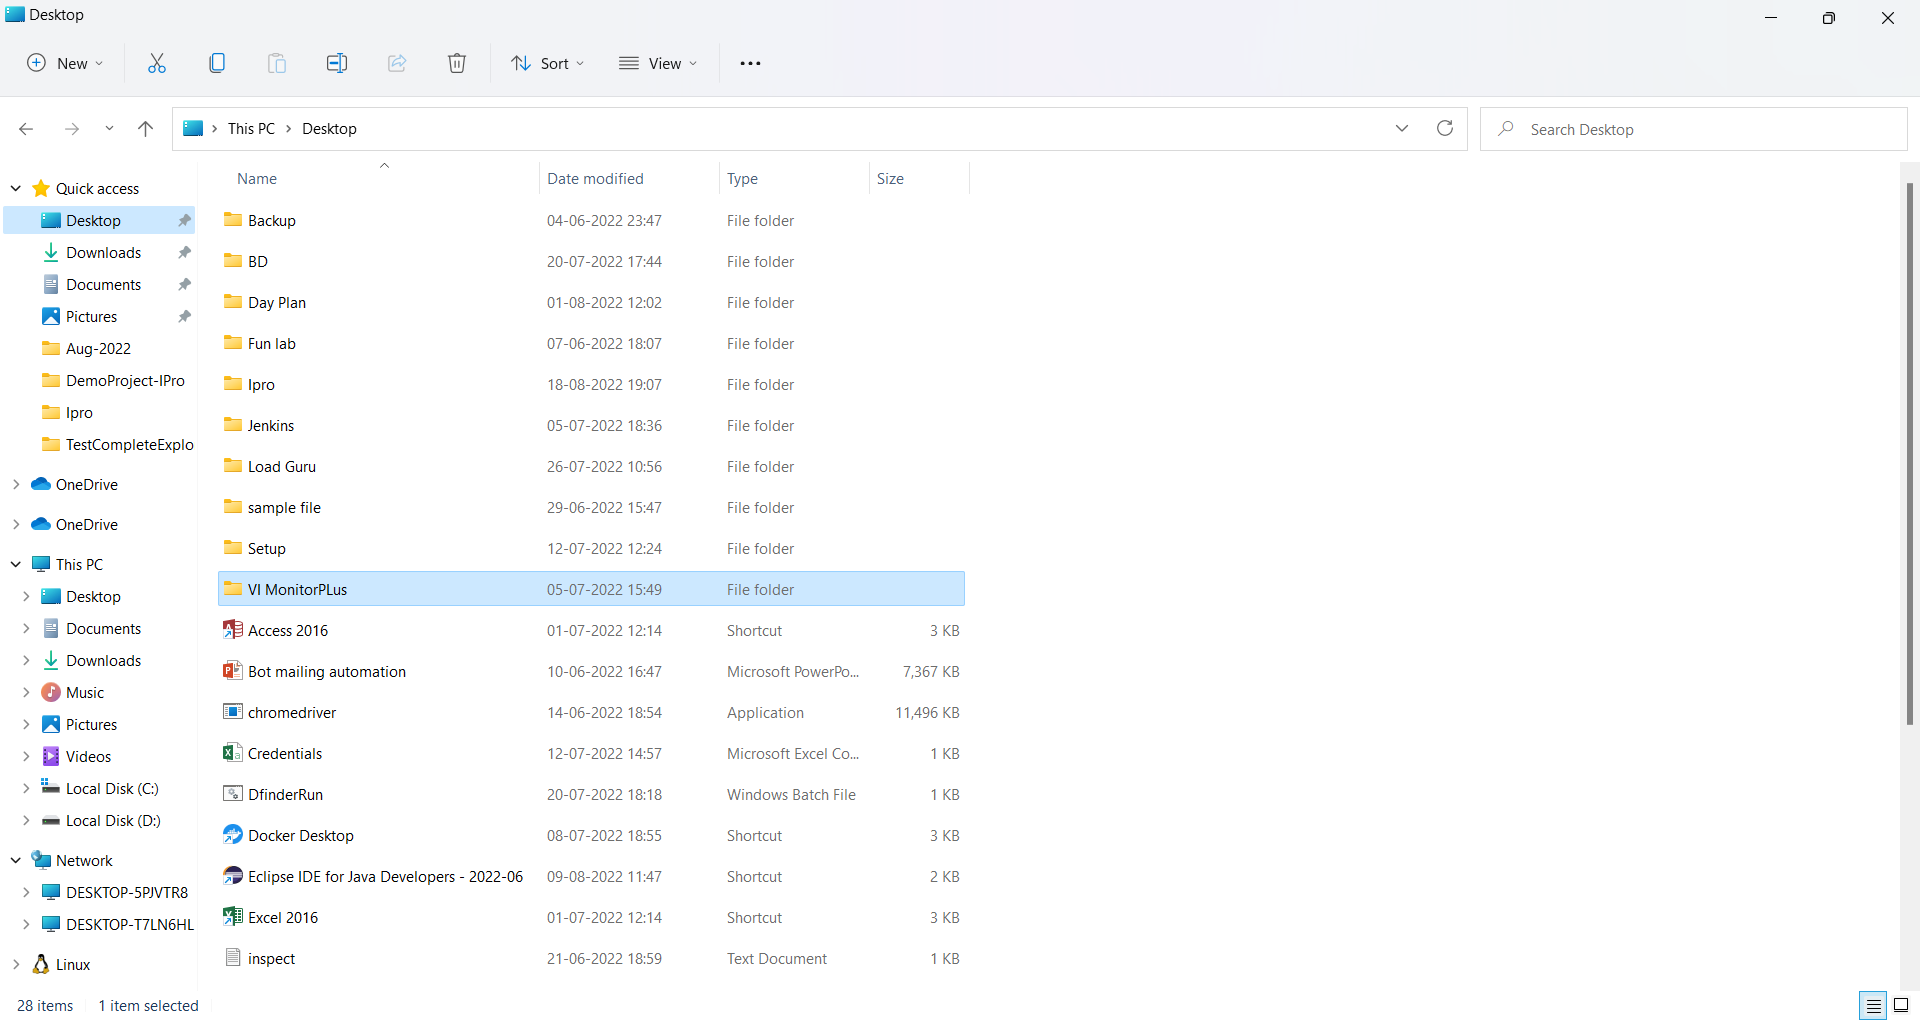 Desktop
New
Sort
View
This PC > Desktop
Search Desktop
Name Date modified Type Size
Quick access
Desktop
Downloads
Documents
Pictures
Aug-2022
DemoProject-IPro
Ipro
TestCompleteExplo
OneDrive
OneDrive
This PC
Desktop
Documents
Downloads
Music
Pictures
Videos
Local Disk (C:)
Local Disk (D:)
Network
DESKTOP-5PJVTR8
DESKTOP-T7LN6HL
Linux
Backup 04-06-2022 23:47 File folder
BD 20-07-2022 17:44 File folder
Day Plan 01-08-2022 12:02 File folder
Fun lab 07-06-2022 18:07 File folder
Ipro 18-08-2022 19:07 File folder
Jenkins 05-07-2022 18:36 File folder
Load Guru 26-07-2022 10:56 File folder
sample file 29-06-2022 15:47 File folder
Setup 12-07-2022 12:24 File folder
VI MonitorPLus 05-07-2022 15:49 File folder
Access 2016 01-07-2022 12:14 Shortcut 3 KB
Bot mailing automation 10-06-2022 16:47 Microsoft PowerPo... 7,367 KB
chromedriver 14-06-2022 18:54 Application 11,496 KB
Credentials 12-07-2022 14:57 Microsoft Excel Co... 1 KB
DfinderRun 20-07-2022 18:18 Windows Batch File 1 KB
Docker Desktop 08-07-2022 18:55 Shortcut 3 KB
Eclipse IDE for Java Developers - 2022-06 09-08-2022 11:47 Shortcut 2 KB
Excel 2016 01-07-2022 12:14 Shortcut 3 KB
inspect 21-06-2022 18:59 Text Document 1 KB
28 items 1 item selected